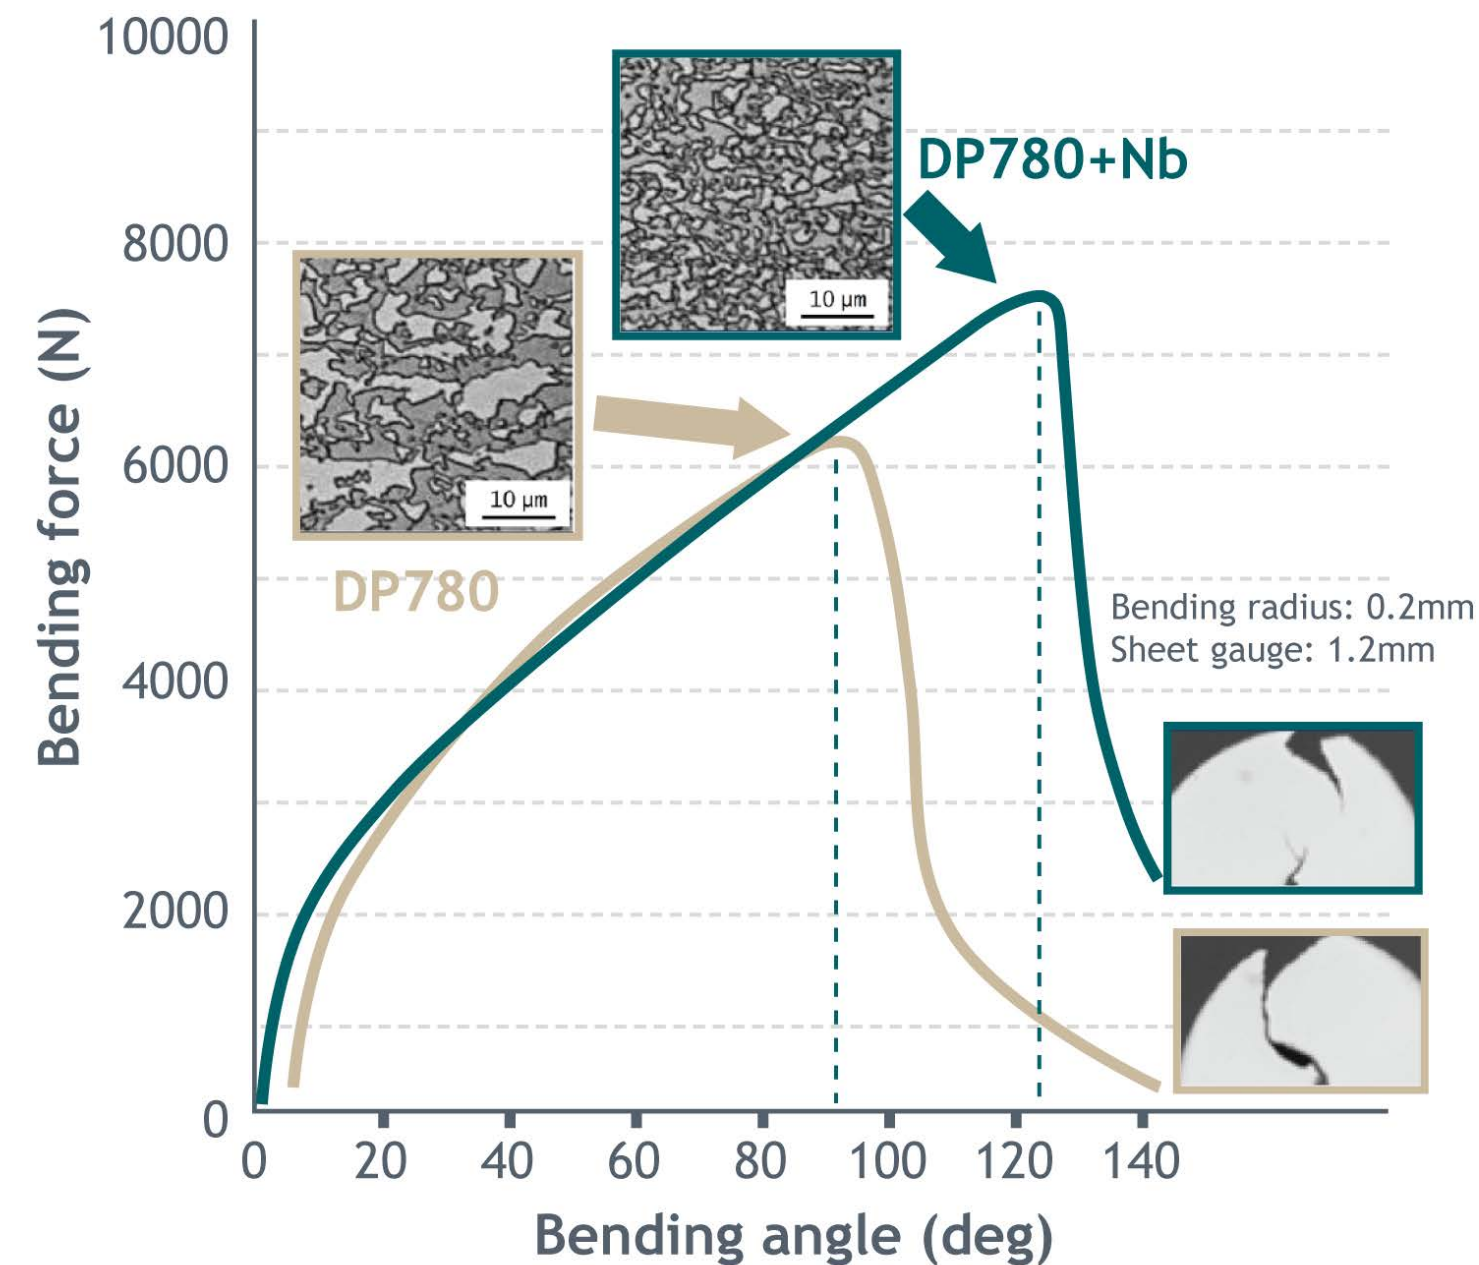 10000
8000
6000
4000
2000
0
Bending force (N)
DP780+Nb
10 µm
10 µm
DP780
Bending radius: 0.2mm
Sheet gauge: 1.2mm
0 20 40 60 80 100 120 140
Bending angle (deg)